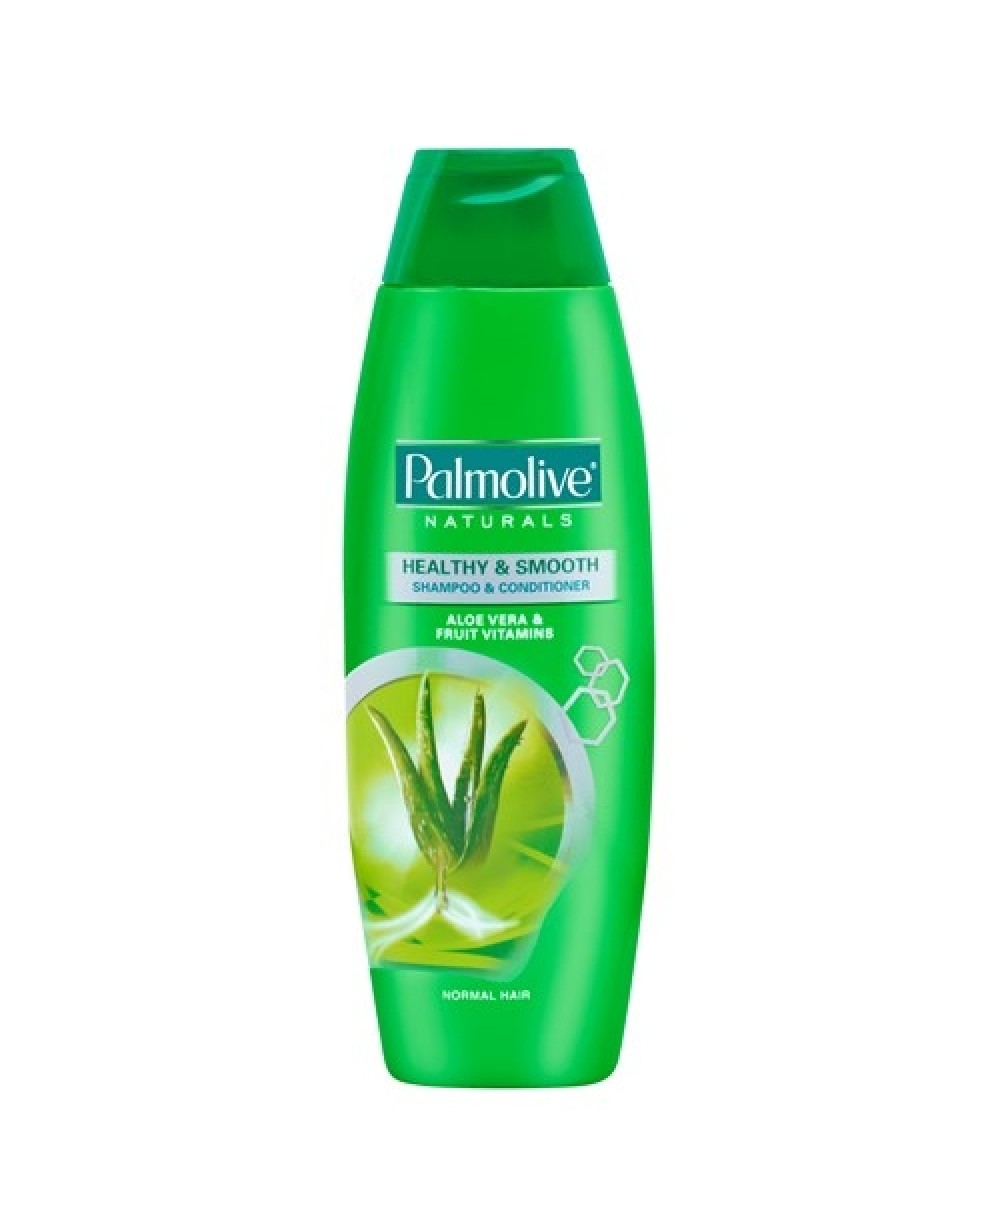 Palmolive®
NATURALS
HEALTHY & SMOOTH
SHAMPOO & CONDITIONER
ALOE VERA &
FRUIT VITAMINS
NORMAL HAIR